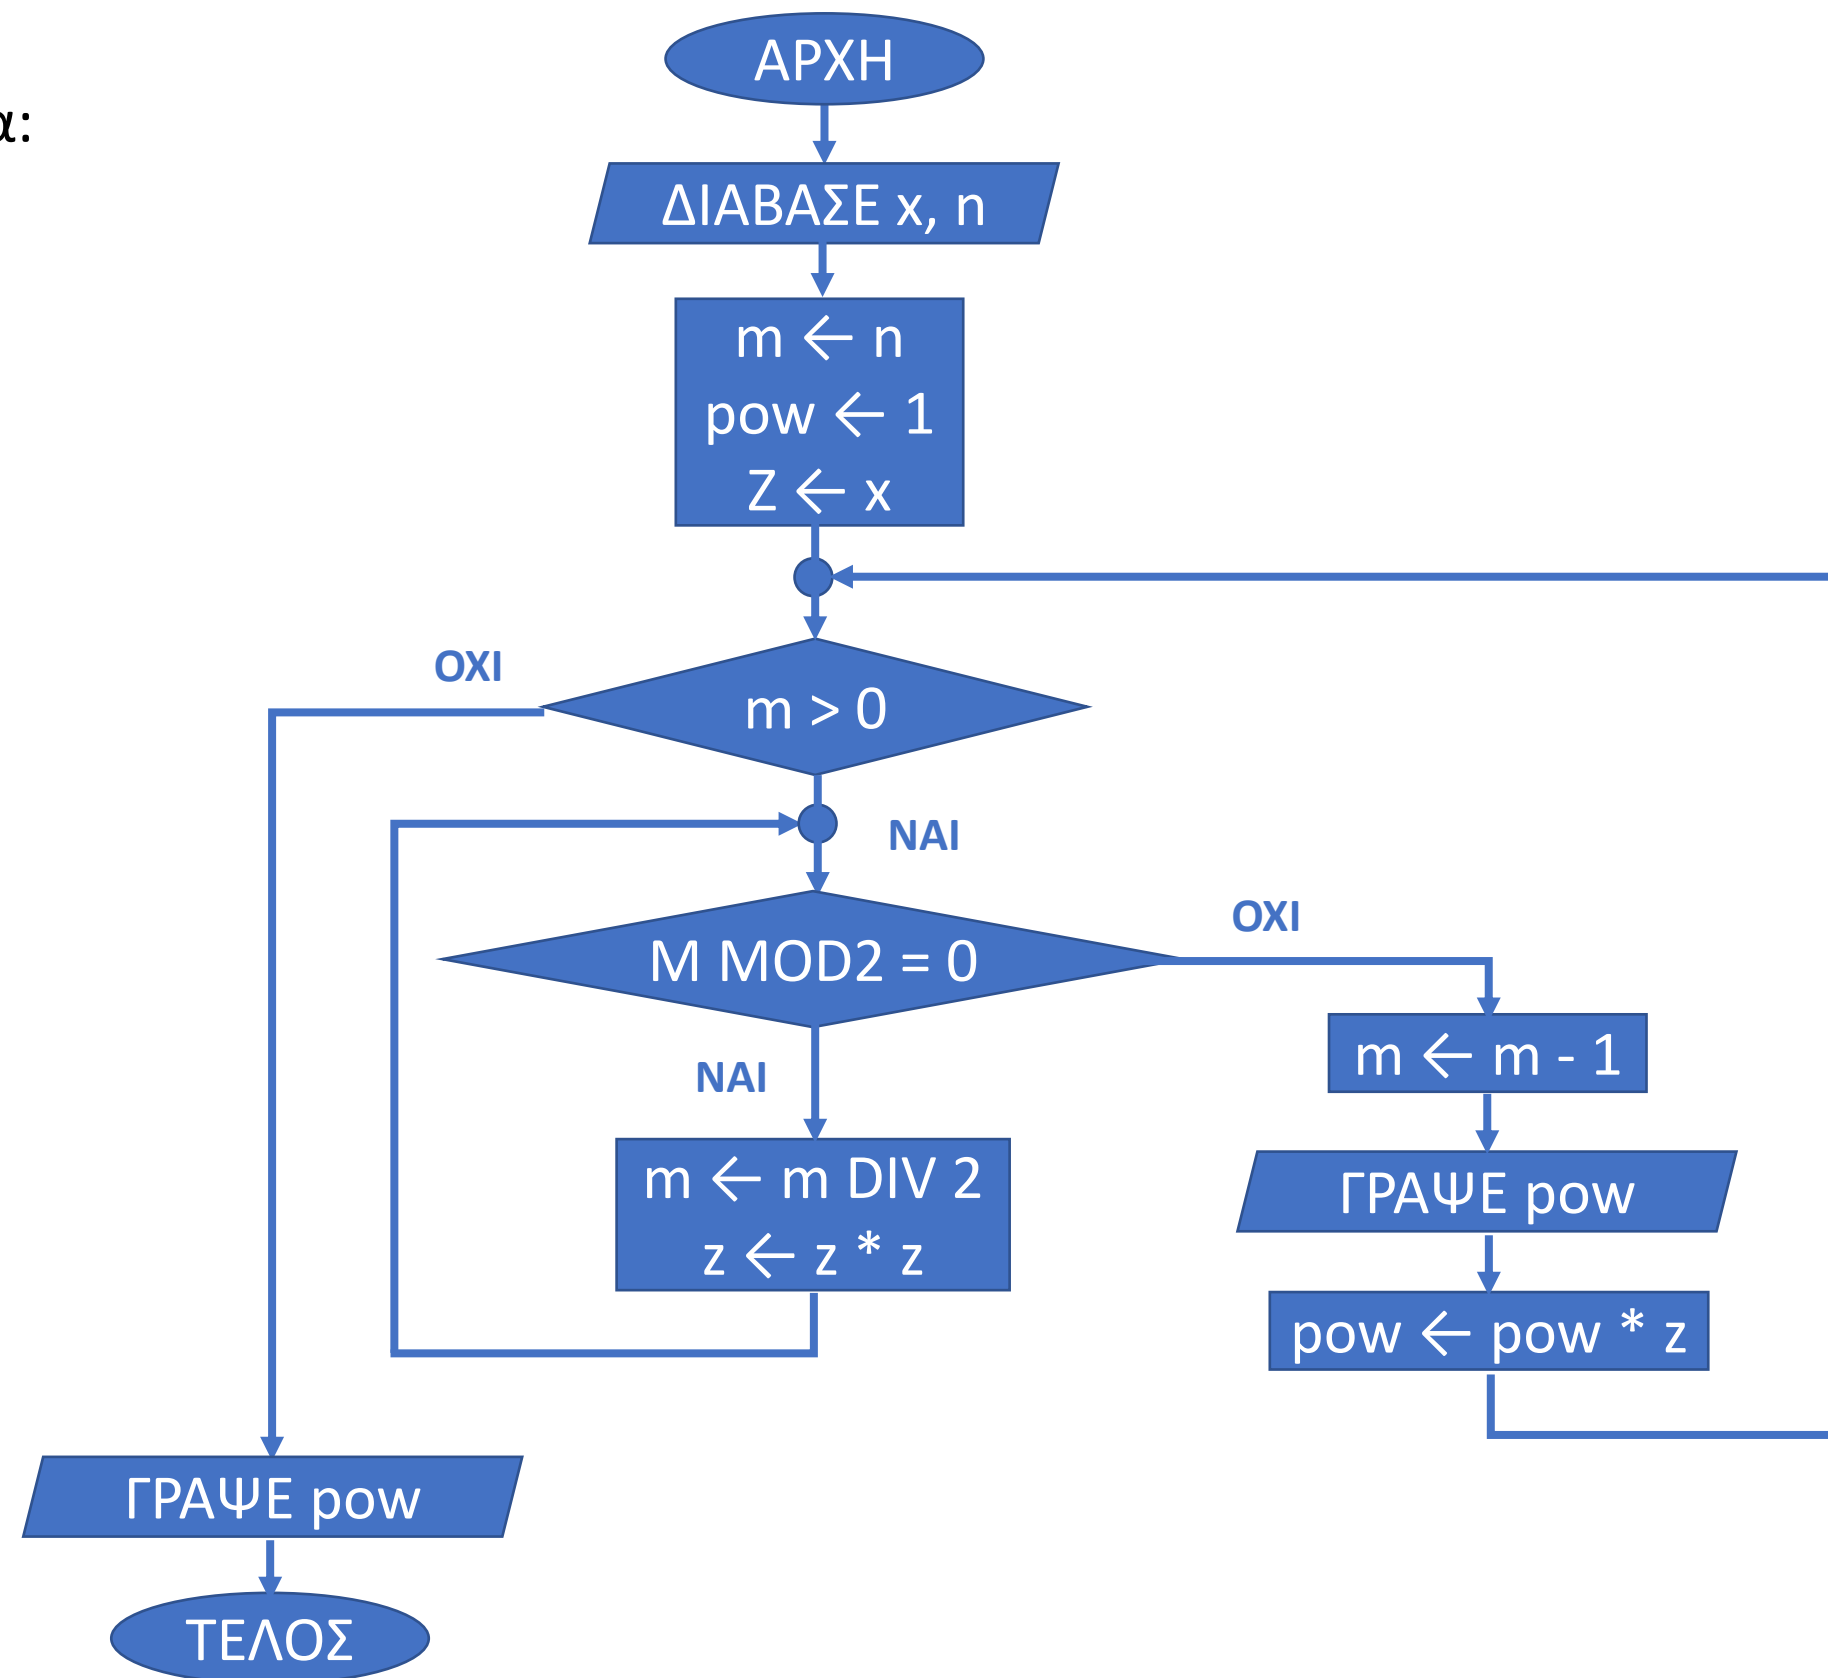 ΑΡΧΗ
α:
ΔΙΑΒΑΣΕ x, n
m ← n
pow ← 1
Z ← x
ΟΧΙ
m > 0
ΝΑΙ
ΟΧΙ
M MOD2 = 0
m ← m - 1
ΝΑΙ
m ← m DIV 2
ΓΡΑΨΕ pow
z ← z * z
pow ← pow * z
ΓΡΑΨΕ pow
ΤΕΛΟΣ